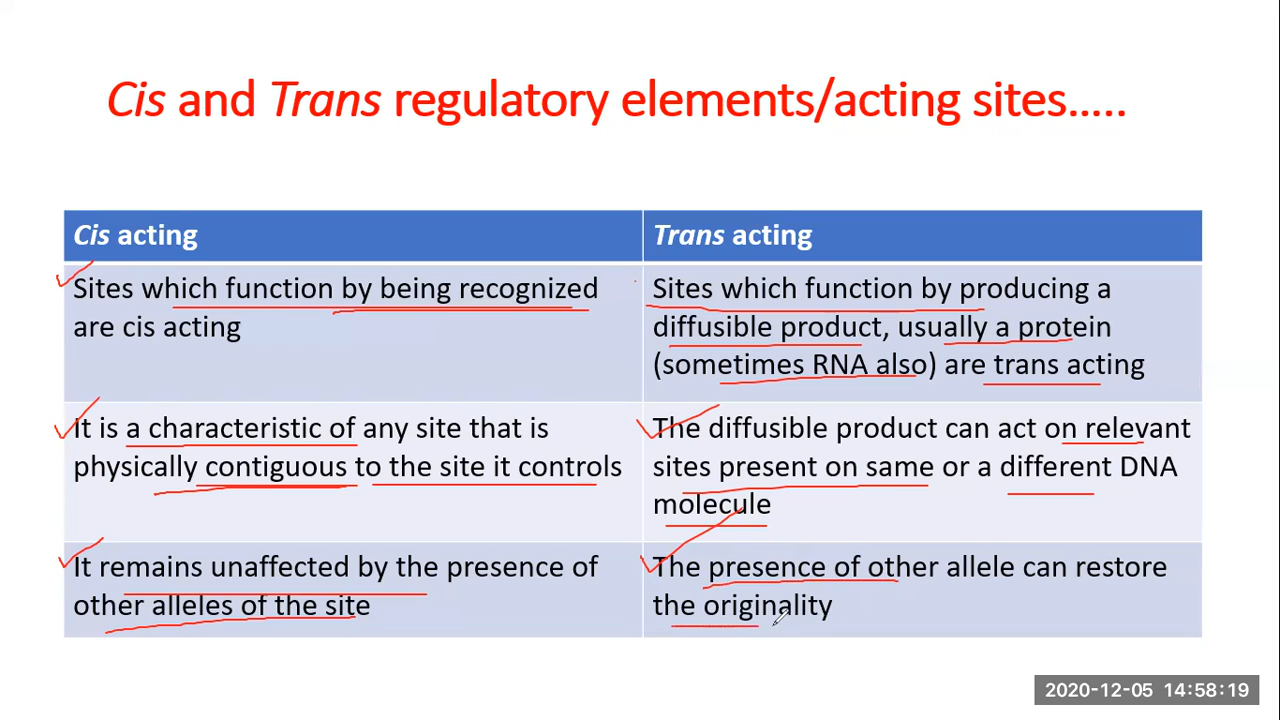 Cis and Trans regulatory elements/acting sites.....
Cis acting
Trans acting
Sites which function by being recognized
are cis acting
Sites which function by producing a
diffusible product, usually a protein
(sometimes RNA also) are trans acting
It is a characteristic of any site that is
physically contiguous to the site it controls
The diffusible product can act on relevant
sites present on same or a different DNA
molecule
It remains unaffected by the presence of
other alleles of the site
The presence of other allele can restore
the originality
2020-12-05 14:58:19